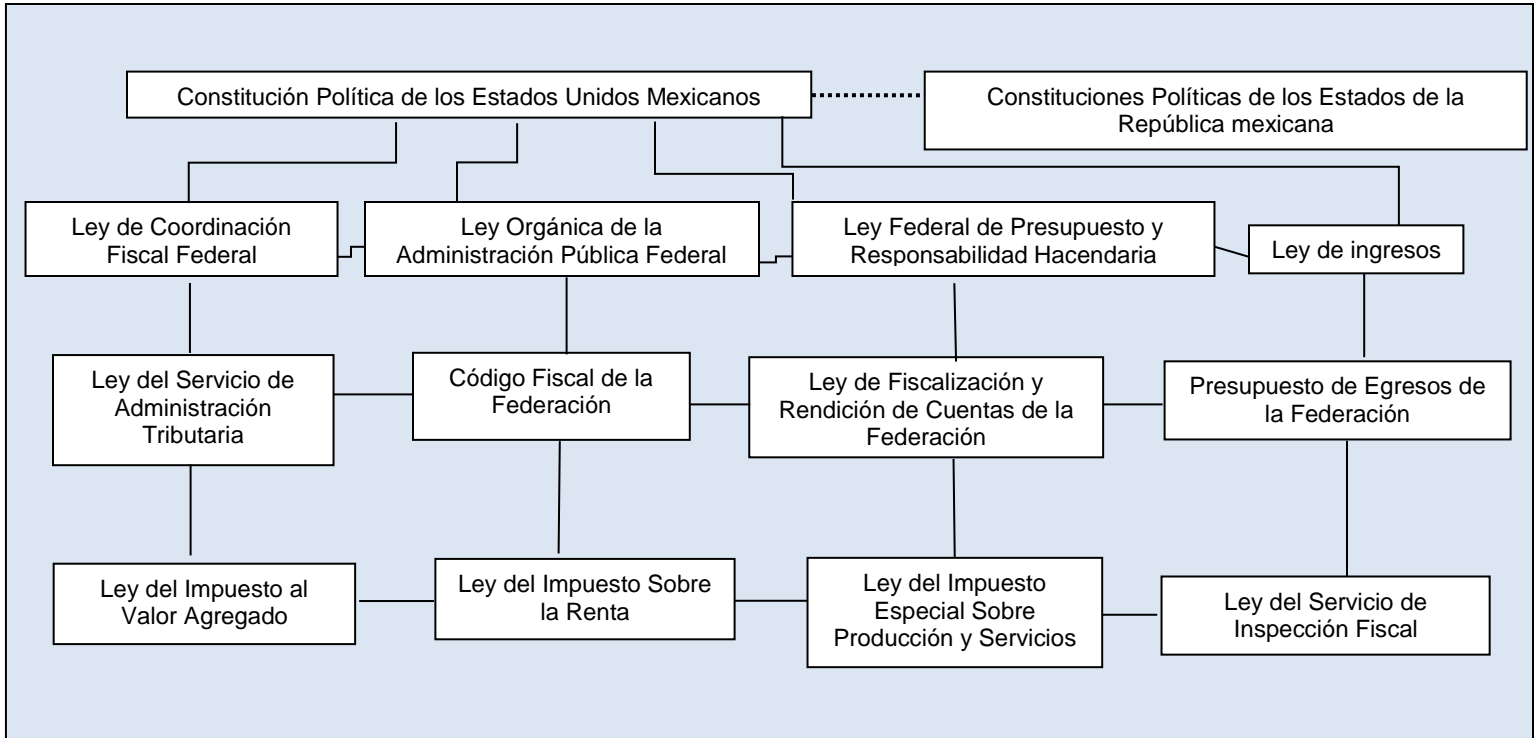 Constitución Política de los Estados Unidos Mexicanos
Constituciones Políticas de los Estados de la
República mexicana
Ley de Coordinación
Fiscal Federal
Ley Orgánica de la
Administración Pública Federal
Ley Federal de Presupuesto y
Responsabilidad Hacendaria
Ley de ingresos
Ley del Servicio de
Administración
Tributaria
Código Fiscal de la
Federación
Ley de Fiscalización y
Rendición de Cuentas de la
Federación
Presupuesto de Egresos de
la Federación
Ley del Impuesto al
Valor Agregado
Ley del Impuesto Sobre
la Renta
Ley del Impuesto
Especial Sobre
Producción y Servicios
Ley del Servicio de
Inspección Fiscal